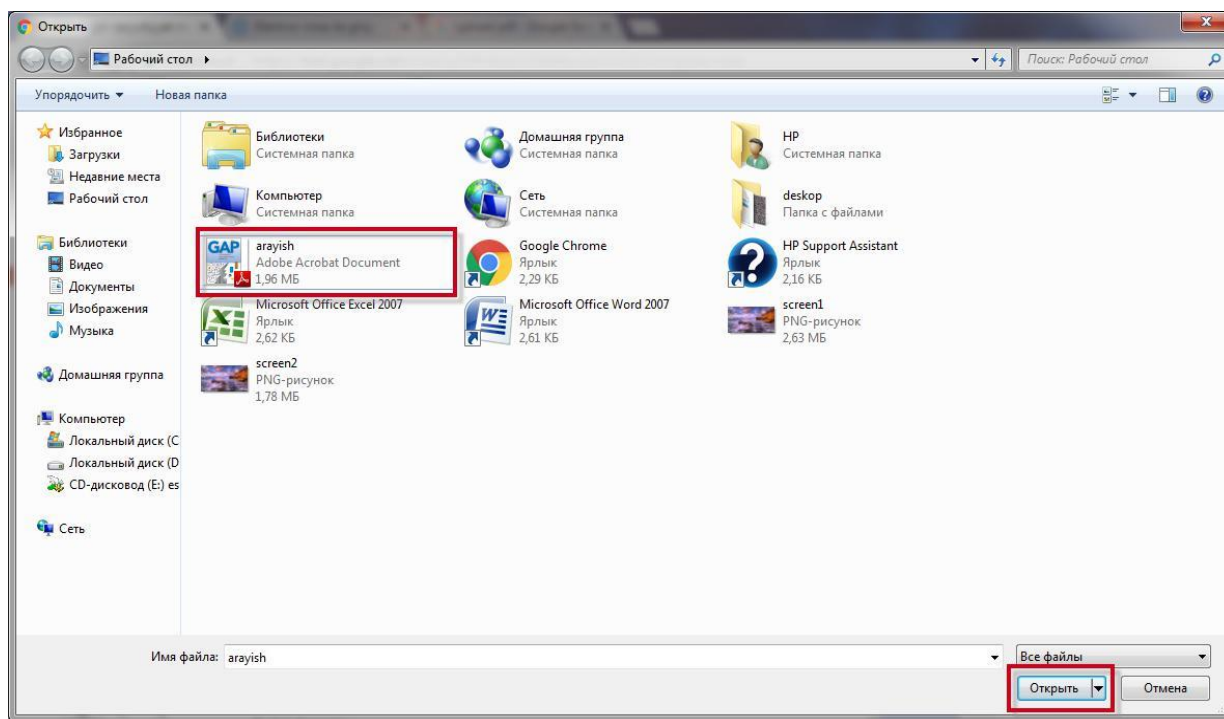 Открыть
Рабочий стол
Поиск: Рабочий стол
Упорядочить
Новая папка
Избранное
Загрузки
Недавние места
Рабочий стол
Библиотеки
Видео
Документы
Изображения
Музыка
Домашняя группа
Компьютер
Локальный диск (C
Локальный диск (D
CD-дисковод (E:) es
Сеть
Библиотеки
Системная папка
Домашняя группа
Системная папка
HP
Системная папка
Компьютер
Системная папка
Сеть
Системная папка
deskop
Папка с файлами
GAP
arayish
Adobe Acrobat Document
1,96 МБ
Google Chrome
Ярлык
2,29 КБ
HP Support Assistant
Ярлык
2,16 КБ
Microsoft Office Excel 2007
Ярлык
2,62 КБ
Microsoft Office Word 2007
Ярлык
2,61 КБ
screen1
PNG-рисунок
2,63 МБ
screen2
PNG-рисунок
1,78 МБ
Имя файла: arayish
Все файлы
Открыть
Отмена